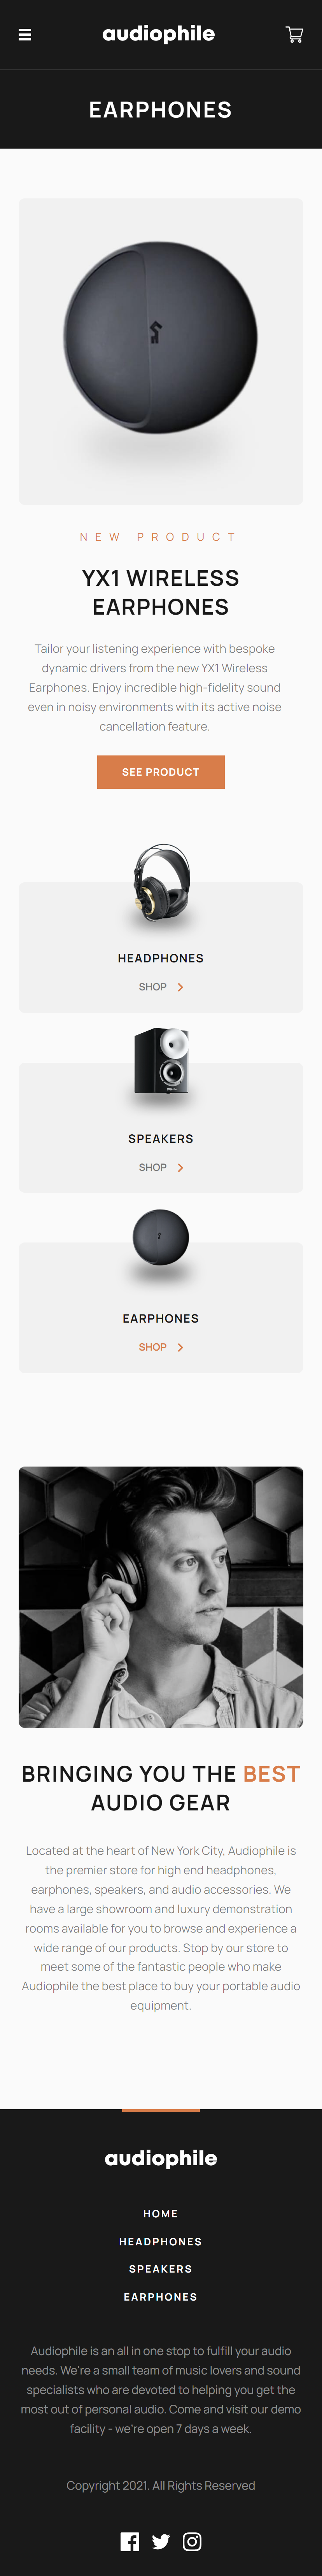 audiophile
EARPHONES
NEW PRODUCT
YX1 WIRELESS
EARPHONES
Tailor your listening experience with bespoke
dynamic drivers from the new YX1 Wireless
Earphones. Enjoy incredible high-fidelity sound
even in noisy environments with its active noise
cancellation feature.
SEE PRODUCT
HEADPHONES
SHOP
SPEAKERS
SHOP
EARPHONES
SHOP
BRINGING YOU THE BEST
AUDIO GEAR
Located at the heart of New York City, Audiophile is
the premier store for high end headphones,
earphones, speakers, and audio accessories. We
have a large showroom and luxury demonstration
rooms available for you to browse and experience a
wide range of our products. Stop by our store to
meet some of the fantastic people who make
Audiophile the best place to buy your portable audio
equipment.
audiophile
HOME
HEADPHONES
SPEAKERS
EARPHONES
Audiophile is an all in one stop to fulfill your audio
needs. We're a small team of music lovers and sound
specialists who are devoted to helping you get the
most out of personal audio. Come and visit our demo
facility - we're open 7 days a week.
Copyright 2021. All Rights Reserved